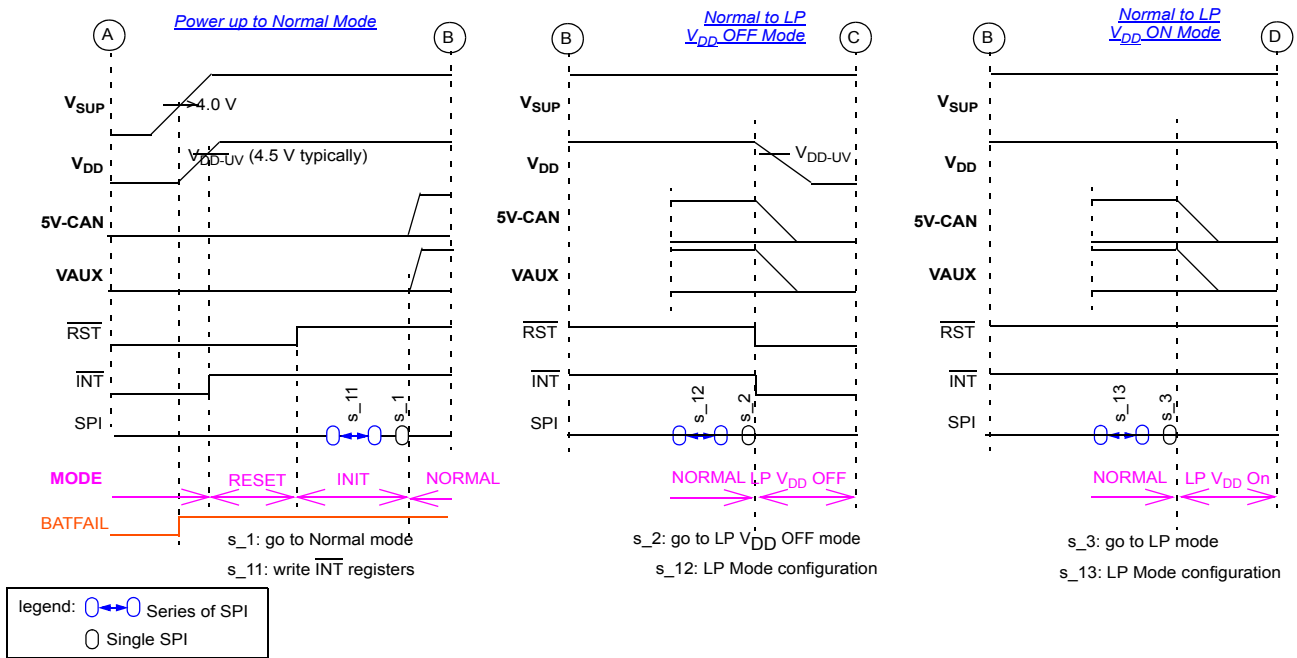 Power up to Normal Mode
A
B
VSUP
4.0 V
VDD
VDD-UV (4.5 V typically)
5V-CAN
VAUX
RST
INT
SPI
s_11
s_1
MODE
RESET
INIT
NORMAL
BATFAIL
s_1: go to Normal mode
s_11: write INT registers
legend:
Series of SPI
Single SPI
Normal to LP
VDD OFF Mode
B
C
VSUP
VDD
VDD-UV
5V-CAN
VAUX
RST
INT
SPI
s_12
s_2
NORMAL
LP VDD OFF
s_2: go to LP VDD OFF mode
s_12: LP Mode configuration
Normal to LP
VDD ON Mode
B
D
VSUP
VDD
5V-CAN
VAUX
RST
INT
SPI
s_13
s_3
NORMAL
LP VDD On
s_3: go to LP mode
s_13: LP Mode configuration